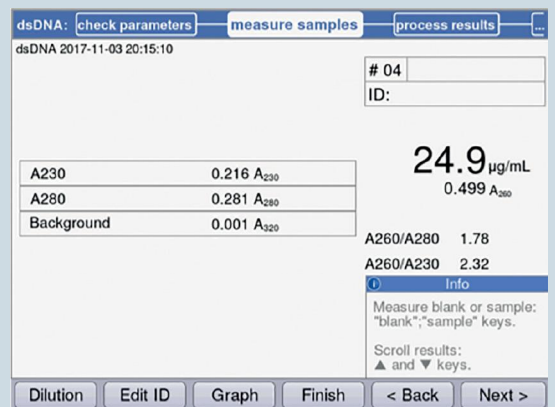 dsDNA: check parameters measure samples process results ...
dsDNA 2017-11-03 20:15:10
# 04
ID:
24.9 µg/mL
0.499 A260
A230 0.216 A230
A280 0.281 A280
Background 0.001 A320
A260/A280 1.78
A260/A230 2.32
Info
Measure blank or sample:
"blank";"sample" keys.
Scroll results:
▲ and ▼ keys.
Dilution Edit ID Graph Finish < Back Next >